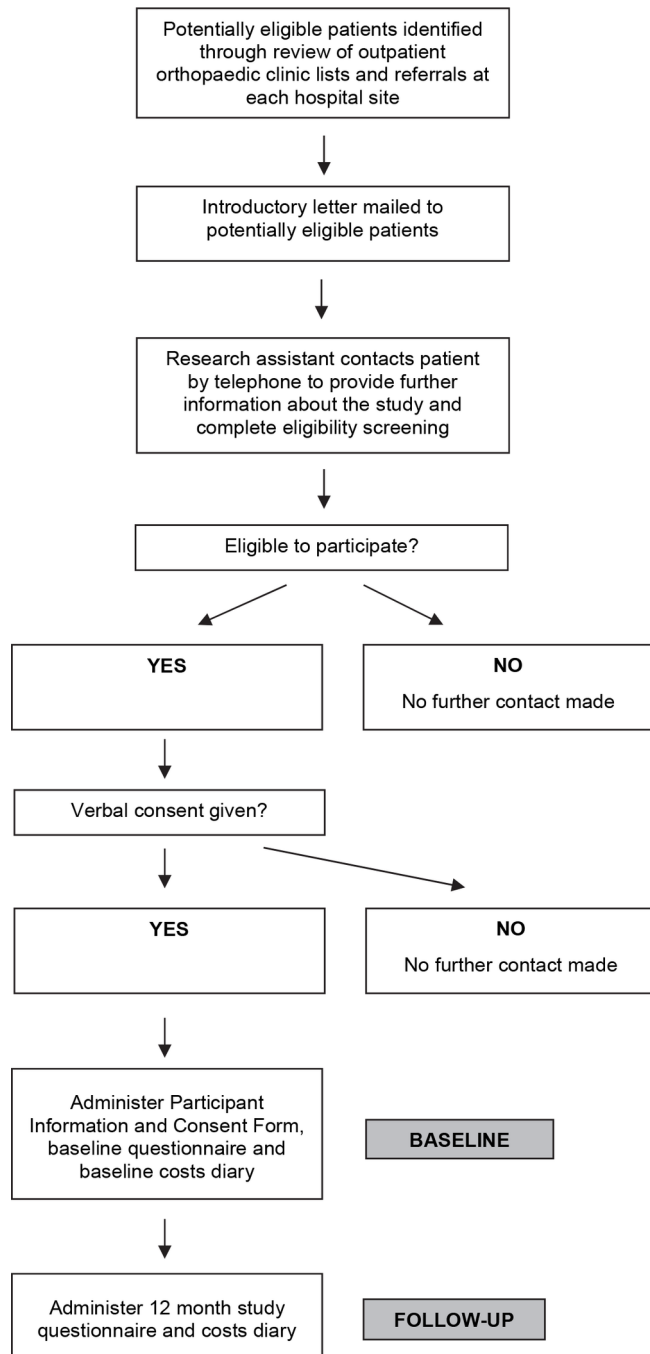 Potentially eligible patients identified
through review of outpatient
orthopaedic clinic lists and referrals at
each hospital site
Introductory letter mailed to
potentially eligible patients
Research assistant contacts patient
by telephone to provide further
information about the study and
complete eligibility screening
Eligible to participate?
YES
NO
No further contact made
Verbal consent given?
YES
NO
No further contact made
Administer Participant
Information and Consent Form,
baseline questionnaire and
baseline costs diary
BASELINE
Administer 12 month study
questionnaire and costs diary
FOLLOW-UP